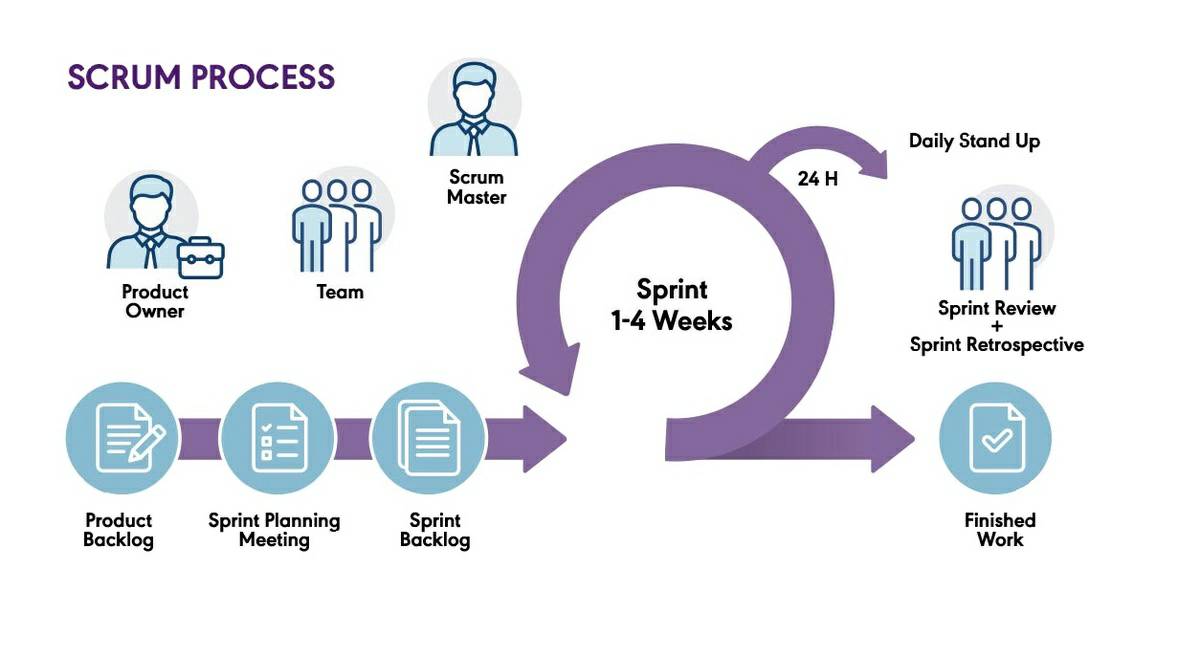 SCRUM PROCESS
Scrum
Master
Product
Owner
Team
Daily Stand Up
24 H
Sprint
1-4 Weeks
Sprint Review
+
Sprint Retrospective
Product
Backlog
Sprint Planning
Meeting
Sprint
Backlog
Finished
Work